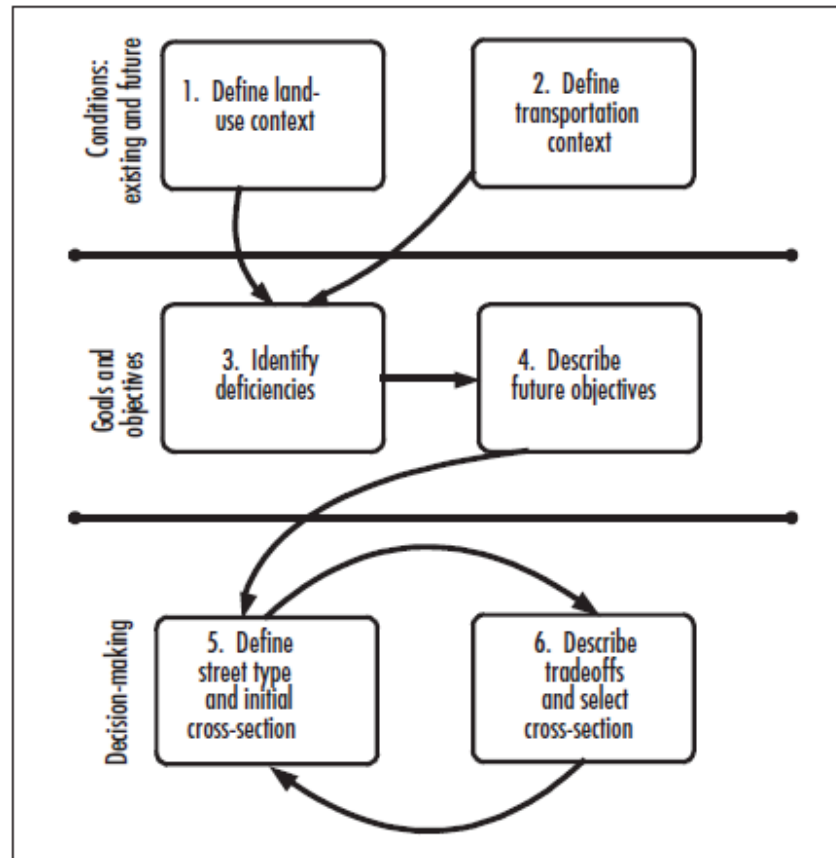 Conditions:
existing and future
1. Define land-
use context
2. Define
transportation
context
Goals and
objectives
3. Identify
deficiencies
4. Describe
future objectives
Decision-making
5. Define
street type
and initial
cross-section
6. Describe
tradeoffs
and select
cross-section